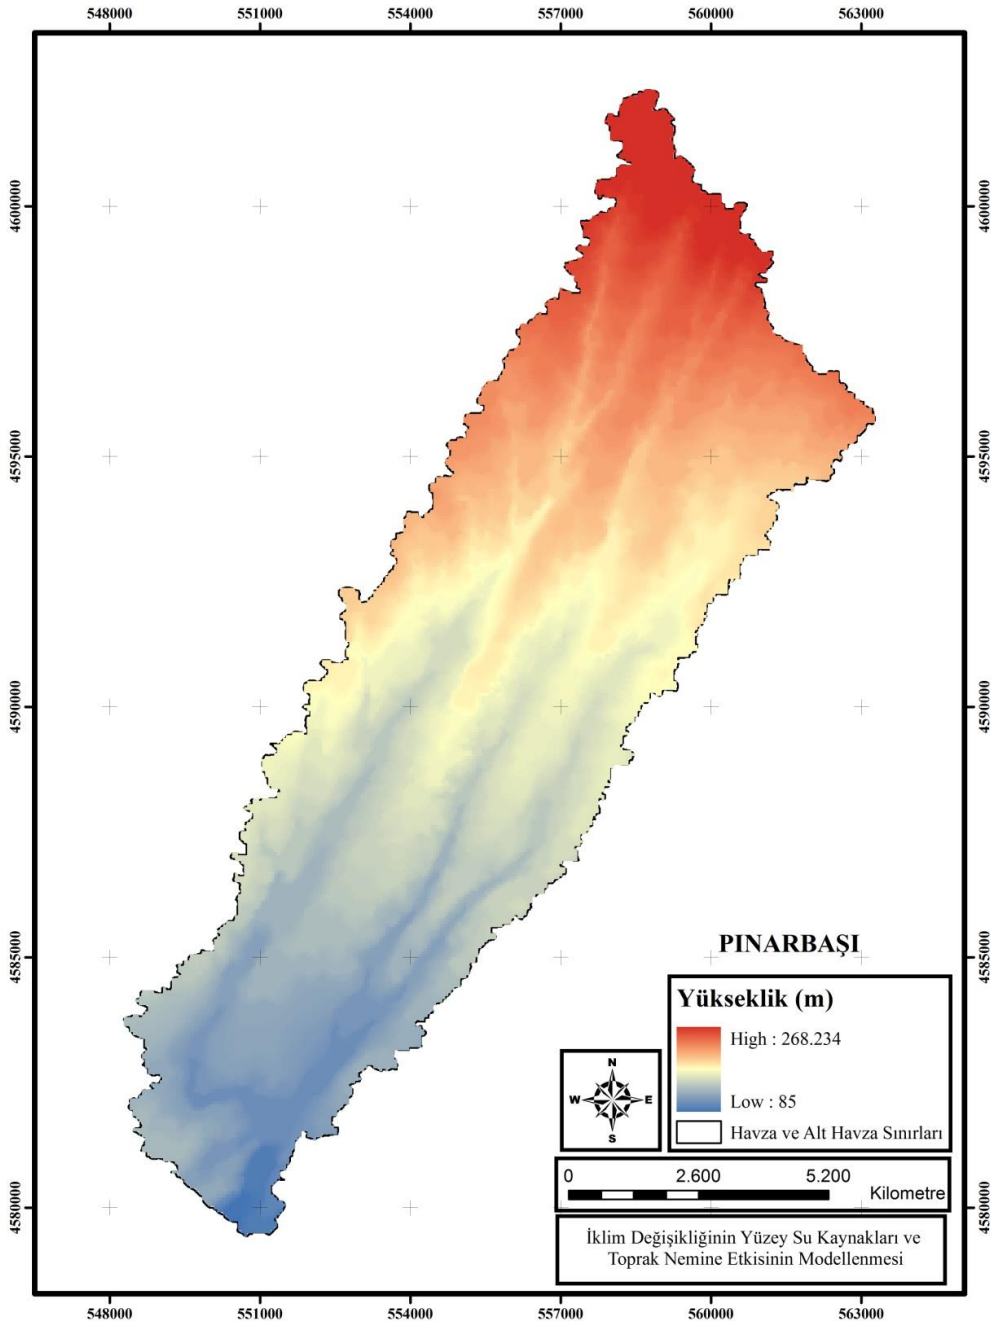 548000 551000 554000 557000 560000 563000
4600000 4600000
4595000 4595000
4590000 4590000
4585000 4585000
4580000 4580000
PINARBAŞI
Yükseklik (m)
High : 268.234
Low : 85
Havza ve Alt Havza Sınırları
N
W E
S
0 2.600 5.200
Kilometre
İklim Değişikliğinin Yüzey Su Kaynakları ve
Toprak Nemine Etkisinin Modellenmesi
548000 551000 554000 557000 560000 563000